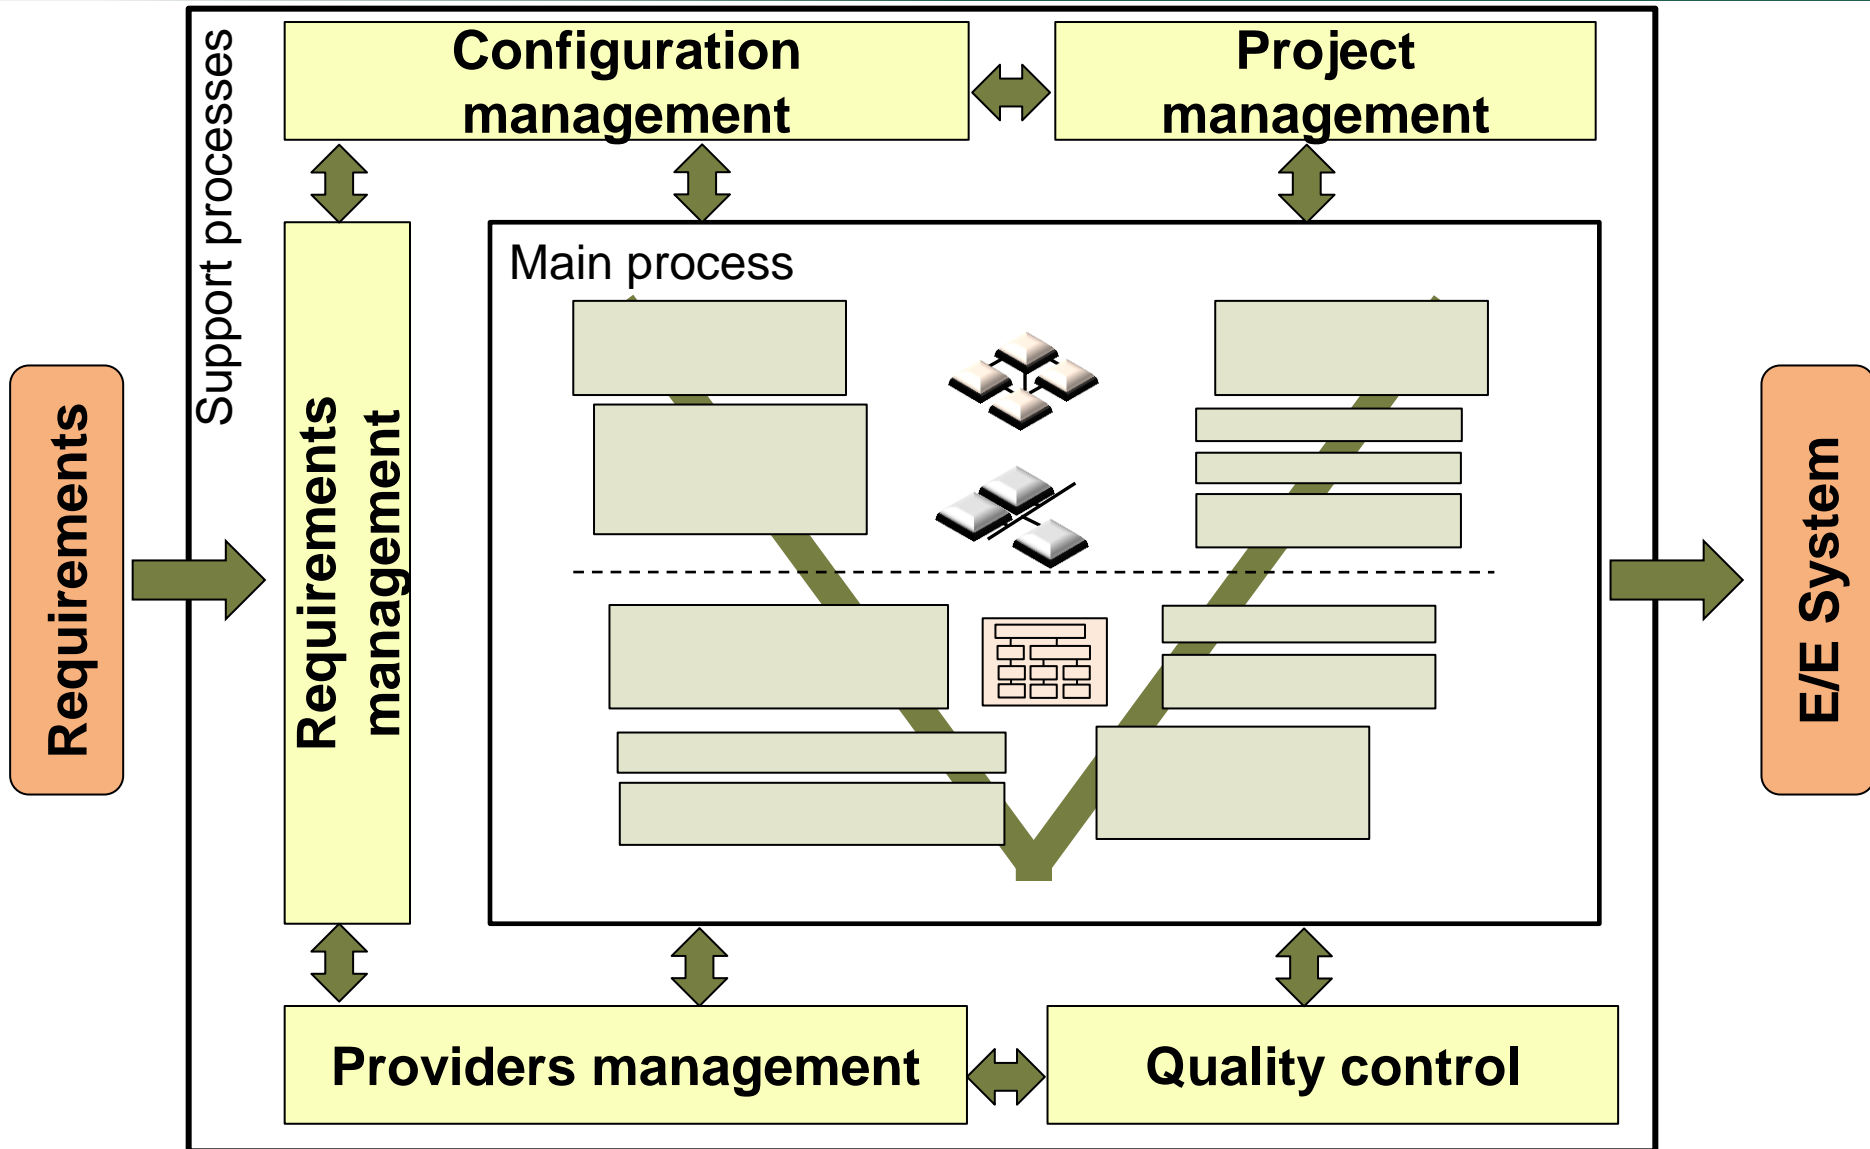 Support processes
Configuration
management
Project
management
Main process
Requirements
Requirements
management
E/E System
Providers management
Quality control